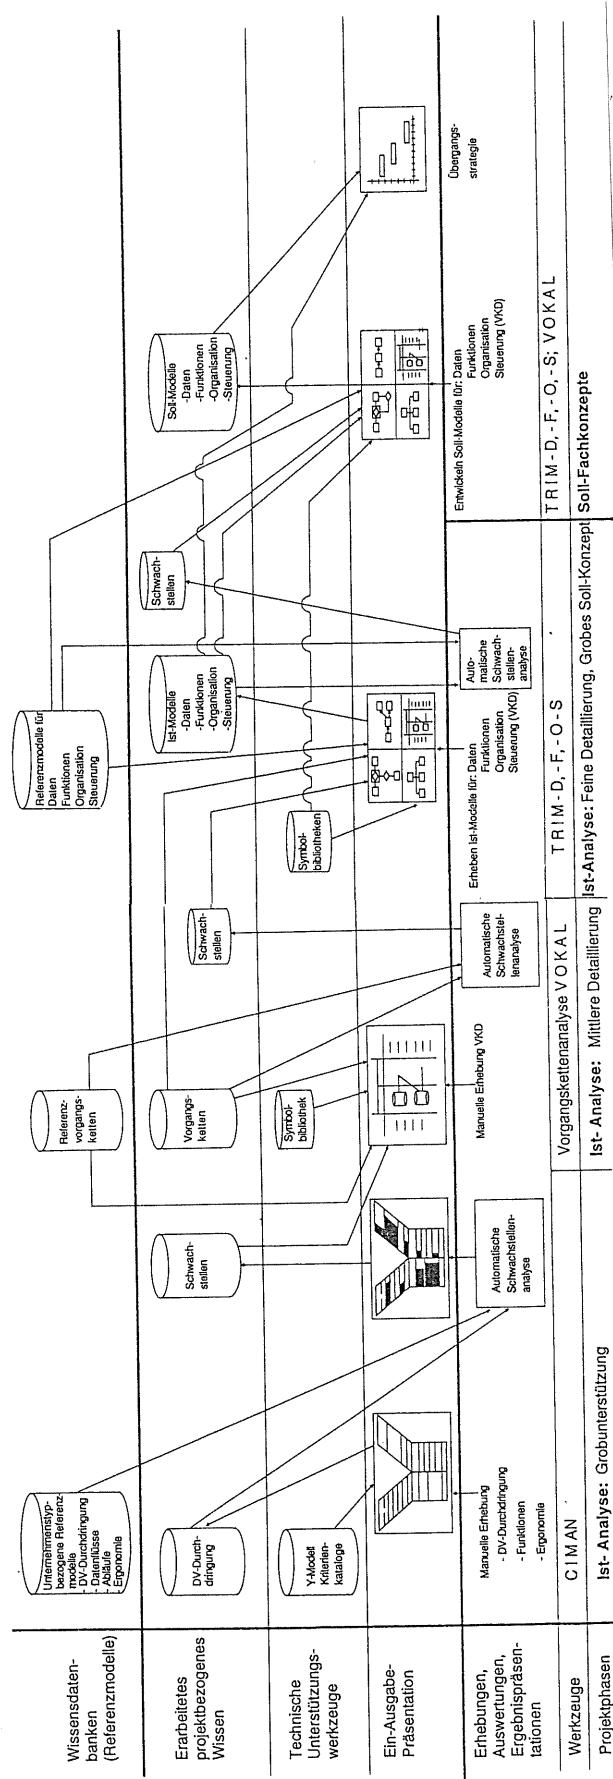 Wissensdaten-
banken
(Referenzmodelle)
Unternehmenstyp-
bezogene Referenz-
modelle
- DV-Durchdringung
- Datenflüsse
- Abläufe
- Ergonomie
Referenz-
vorgangs-
ketten
Referenzmodelle für
Daten
Funktionen
Organisation
Steuerung
Erarbeitetes
projektbezogenes
Wissen
DV-Durch-
dringung
Schwach-
stellen
Vorgangs-
ketten
Schwach-
stellen
Ist-Modelle
-Daten
-Funktionen
-Organisation
-Steuerung
Schwach-
stellen
Soll-Modelle
-Daten
-Funktionen
-Organisation
-Steuerung
Technische
Unterstützungs-
werkzeuge
Y-Modell
Kriterien-
kataloge
Symbol-
bibliothek
Symbol-
bibliotheken
Ein-Ausgabe-
Präsentation
Erhebungen,
Auswertungen,
Ergebnispräsen-
tationen
Manuelle Erhebung
- DV-Durchdringung
- Funktionen
- Ergonomie
Automatische
Schwachstellen-
analyse
Manuelle Erhebung VKD
Automatische
Schwachstel-
lenanalyse
Erheben Ist-Modelle für: Daten
Funktionen
Organisation
Steuerung (VKD)
Auto-
matische
Schwach-
stellen-
analyse
Entwickeln Soll-Modelle für: Daten
Funktionen
Organisation
Steuerung (VKD)
Übergangs-
strategie
Werkzeuge
CIMAN
Vorgangskettenanalyse VOKAL
TRIM-D,-F,-O-S
TRIM-D,-F,-O,-S; VOKAL
Projektphasen
Ist- Analyse: Grobunterstützung
Ist- Analyse: Mittlere Detaillierung
Ist-Analyse: Feine Detaillierung, Grobes Soll-Konzept
Soll-Fachkonzepte